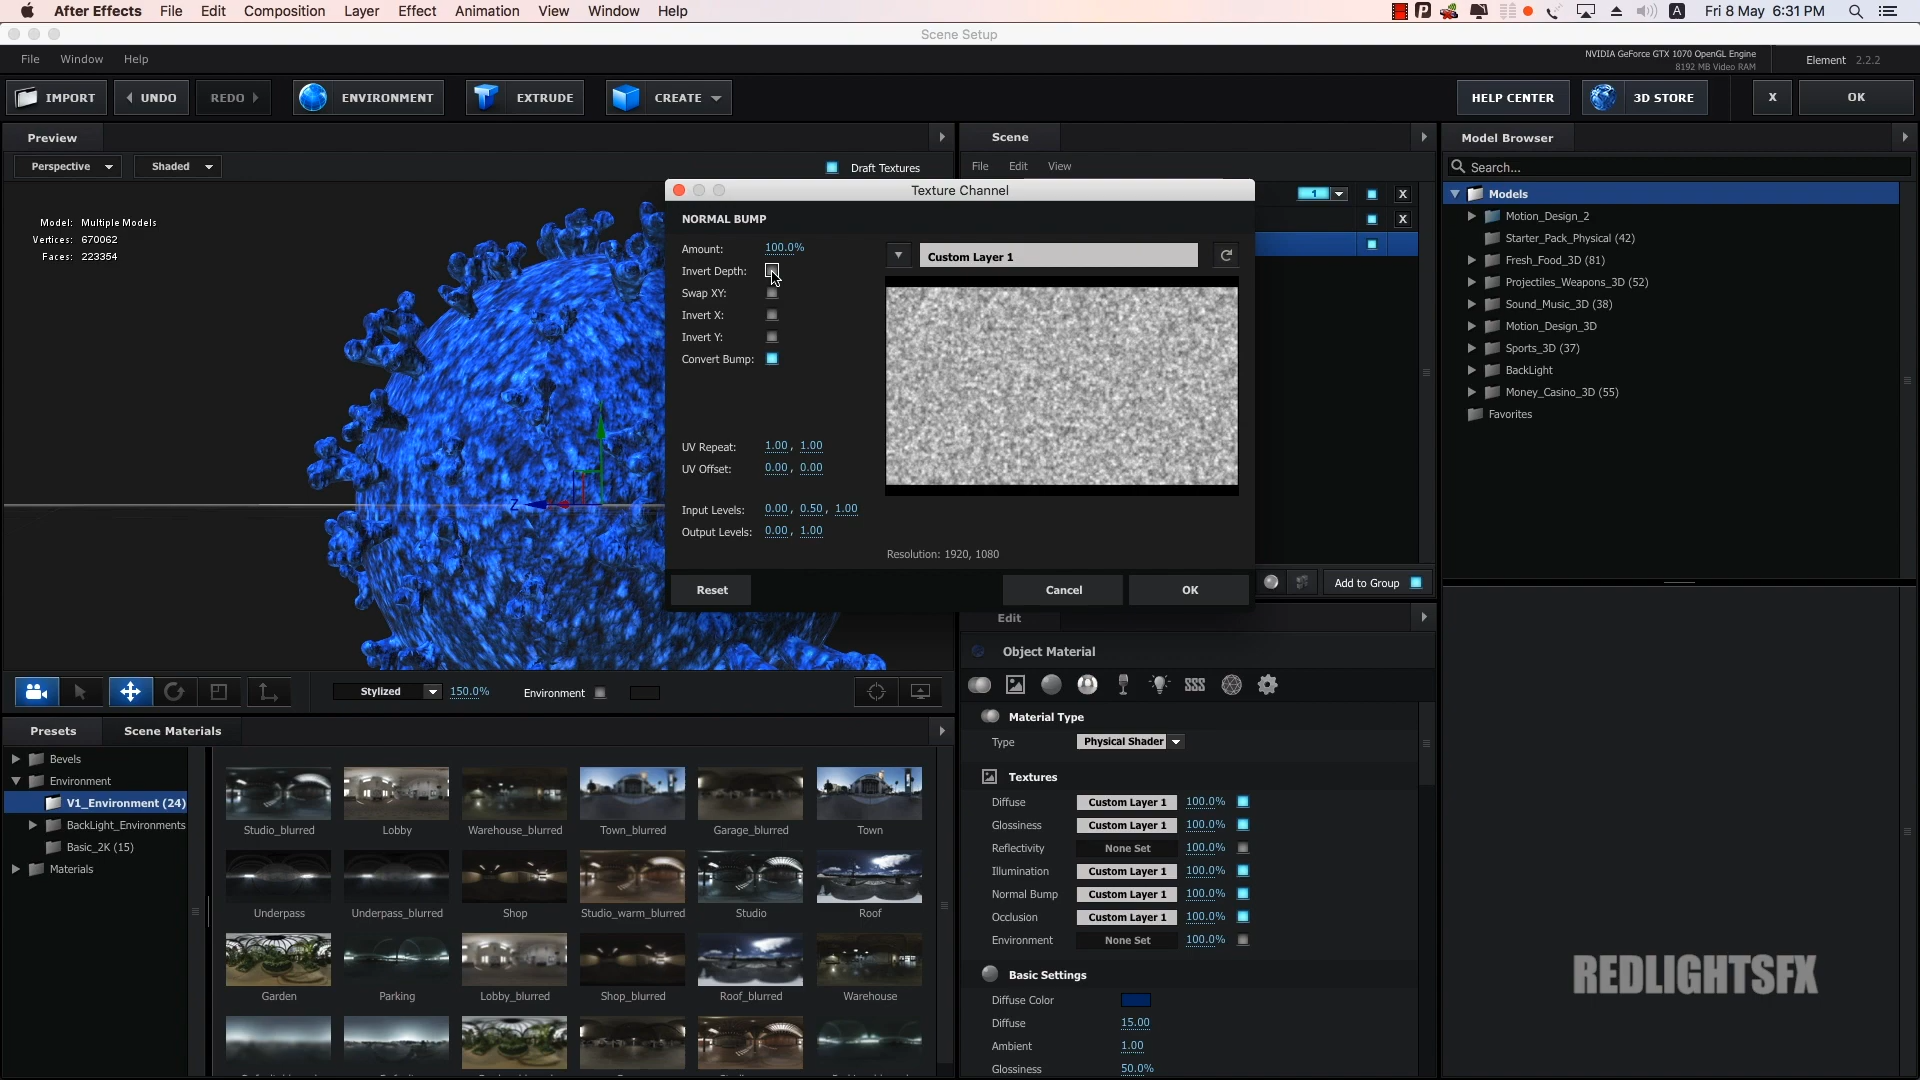 After Effects File Edit Composition Layer Effect Animation View Window Help
A Fri 8 May 6:31 PM
Scene Setup
File Window Help
NVIDIA GeForce GTX 1070 OpenGL Engine
8192 MB Video RAM
Element 2.2.2
IMPORT UNDO REDO ENVIRONMENT EXTRUDE CREATE HELP CENTER 3D STORE X OK
Preview
Perspective Shaded Draft Textures
Model: Multiple Models
Vertices: 670062
Faces: 223354
Z
Stylized 150.0% Environment
Scene
File Edit View
1 X
X
Add to Group
Texture Channel
NORMAL BUMP
Amount: 100.0%
Invert Depth:
Swap XY:
Invert X:
Invert Y:
Convert Bump:
UV Repeat: 1.00, 1.00
UV Offset: 0.00, 0.00
Input Levels: 0.00, 0.50, 1.00
Output Levels: 0.00, 1.00
Custom Layer 1
Resolution: 1920, 1080
Reset Cancel OK
Model Browser
Search...
Models
Motion_Design_2
Starter_Pack_Physical (42)
Fresh_Food_3D (81)
Projectiles_Weapons_3D (52)
Sound_Music_3D (38)
Motion_Design_3D
Sports_3D (37)
BackLight
Money_Casino_3D (55)
Favorites
Presets Scene Materials
Bevels
Environment
V1_Environment (24)
BackLight_Environments
Basic_2K (15)
Materials
Studio_blurred Lobby Warehouse_blurred Town_blurred Garage_blurred Town
Underpass Underpass_blurred Shop Studio_warm_blurred Studio Roof
Garden Parking Lobby_blurred Shop_blurred Roof_blurred Warehouse
Edit
Object Material
SSS
Material Type
Type Physical Shader
Textures
Diffuse Custom Layer 1 100.0%
Glossiness Custom Layer 1 100.0%
Reflectivity None Set 100.0%
Illumination Custom Layer 1 100.0%
Normal Bump Custom Layer 1 100.0%
Occlusion Custom Layer 1 100.0%
Environment None Set 100.0%
Basic Settings
Diffuse Color
Diffuse 15.00
Ambient 1.00
Glossiness 50.0%
REDLIGHTSFX